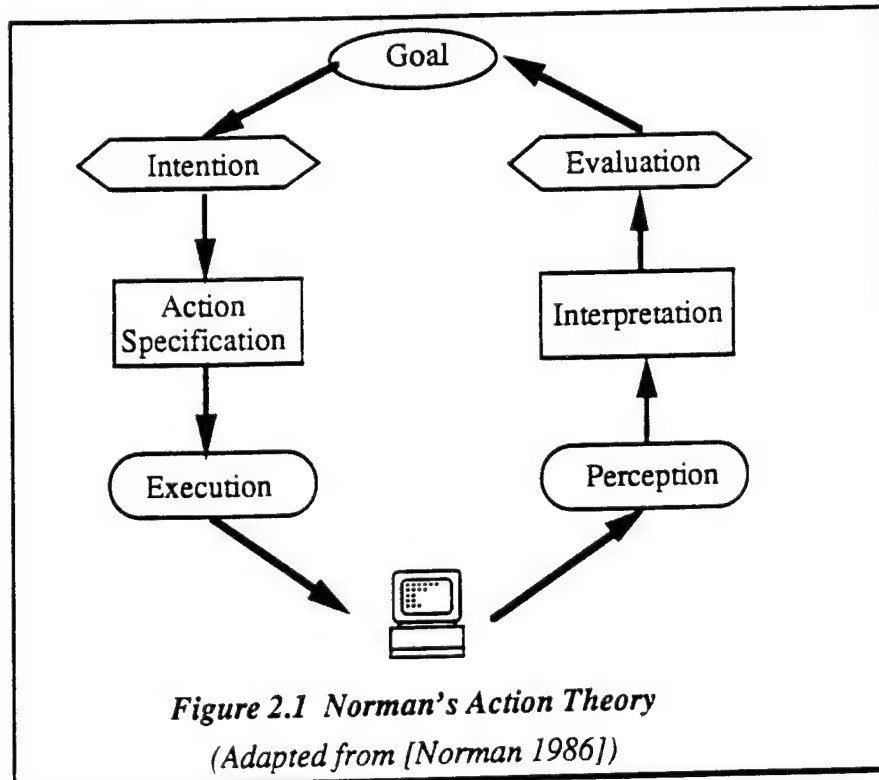 Goal
Intention
Evaluation
Action
Specification
Interpretation
Execution
Perception
Figure 2.1 Norman's Action Theory
(Adapted from [Norman 1986])